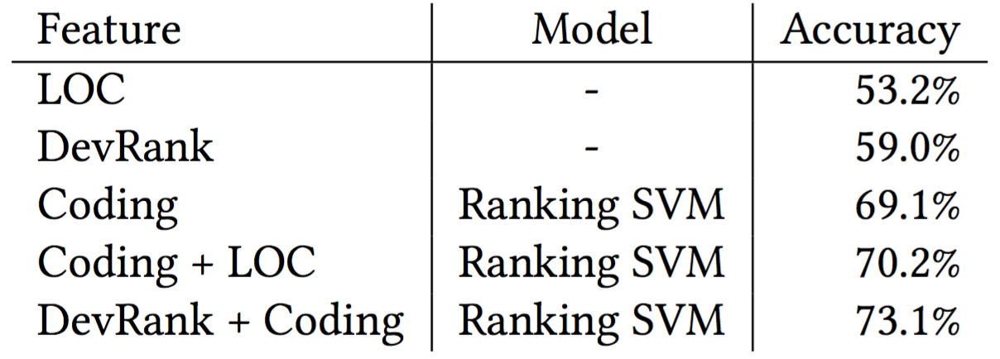 Feature Model Accuracy
LOC - 53.2%
DevRank - 59.0%
Coding Ranking SVM 69.1%
Coding + LOC Ranking SVM 70.2%
DevRank + Coding Ranking SVM 73.1%